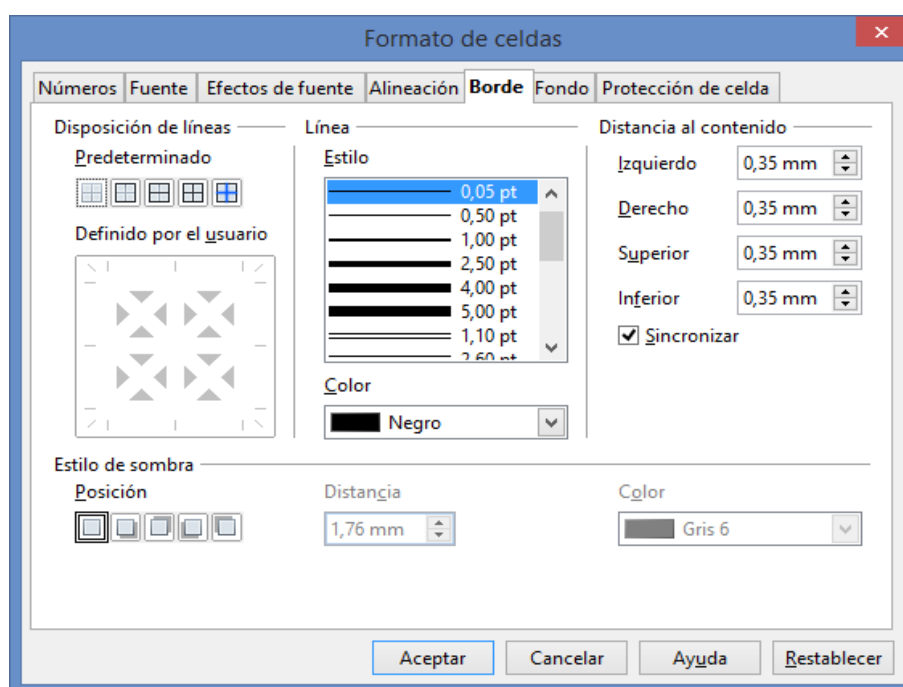 Formato de celdas
Números Fuente Efectos de fuente Alineación Borde Fondo Protección de celda
Disposición de líneas Línea Distancia al contenido
Predeterminado Estilo
Izquierdo 0,35 mm
0,05 pt
0,50 pt
Derecho 0,35 mm
Definido por el usuario
1,00 pt
2,50 pt
Superior 0,35 mm
4,00 pt
Inferior 0,35 mm
5,00 pt
1,10 pt
Sincronizar
2,60 pt
Color
Negro
Estilo de sombra
Posición Distancia Color
1,76 mm Gris 6
Aceptar Cancelar Ayuda Restablecer